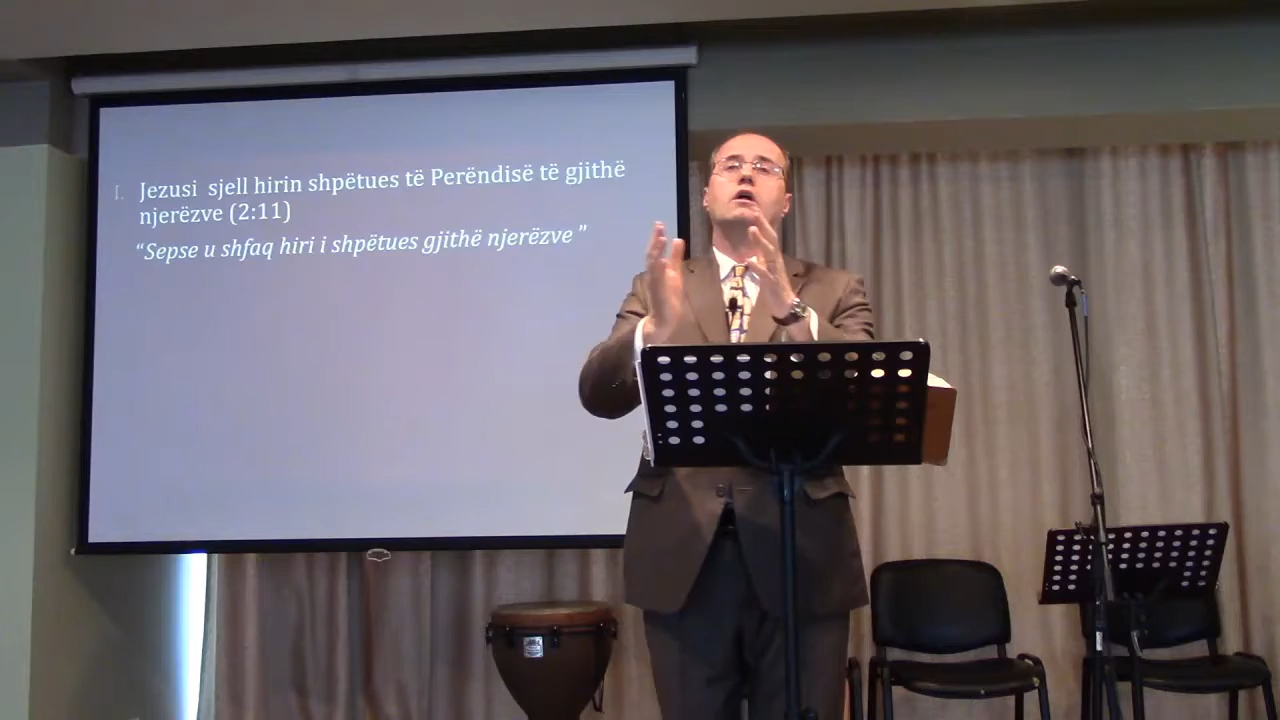 I. Jezusi sjell hirin shpëtues të Perëndisë të gjithë
njerëzve (2:11)
“Sepse u shfaq hiri i shpëtues gjithë njerëzve ”